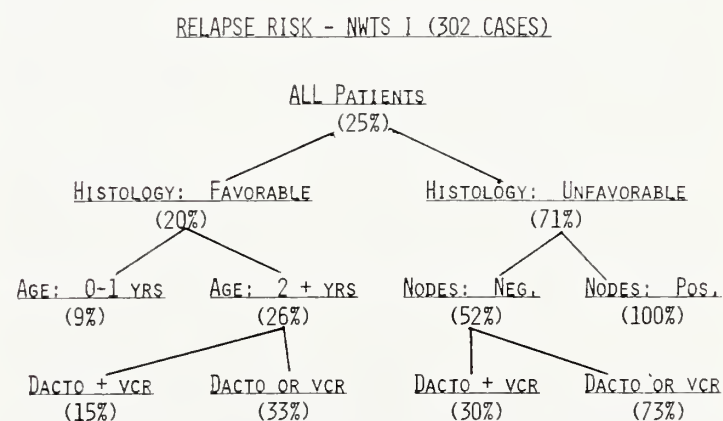 RELAPSE RISK - NWTS I (302 CASES)
ALL PATIENTS
(25%)
HISTOLOGY: FAVORABLE HISTOLOGY: UNFAVORABLE
(20%) (71%)
AGE: 0-1 YRS AGE: 2 + YRS NODES: NEG. NODES: POS.
(9%) (26%) (52%) (100%)
DACTO + VCR DACTO OR VCR DACTO + VCR DACTO OR VCR
(15%) (33%) (30%) (73%)